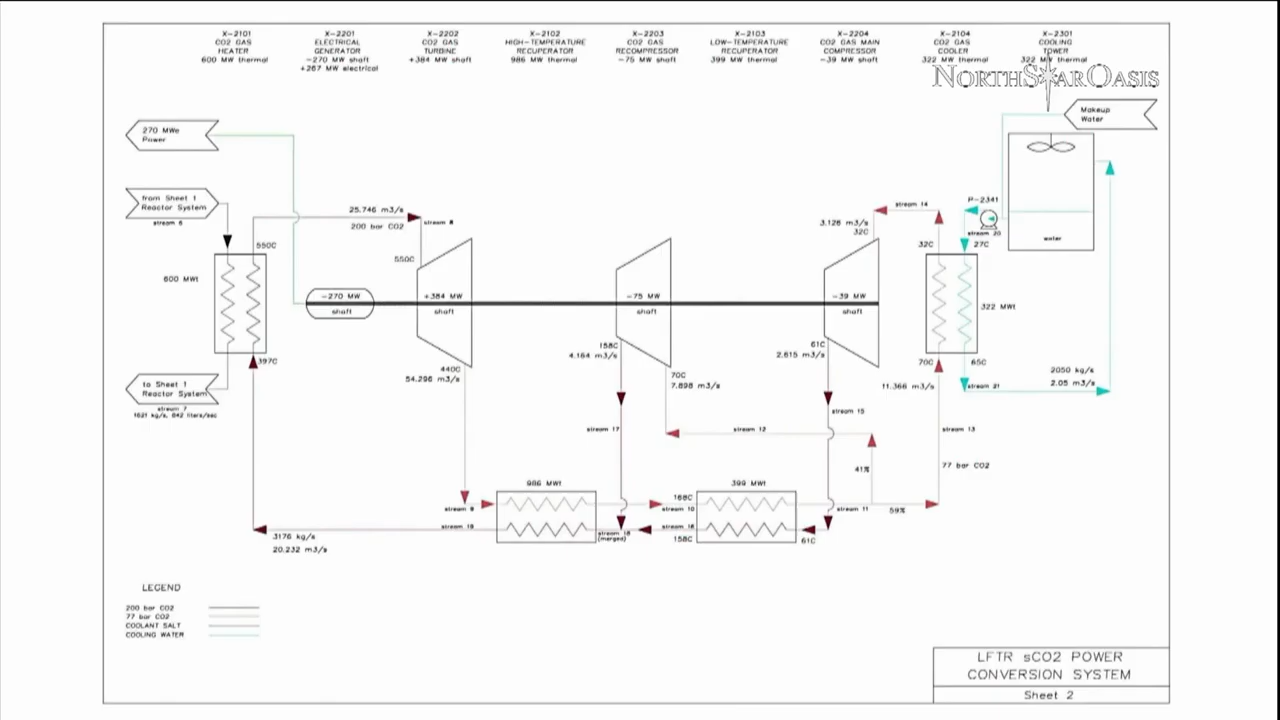 X-2101
CO2 GAS
HEATER
600 MW thermal
X-2201
ELECTRICAL
GENERATOR
-270 MW shaft
+267 MW electrical
X-2202
CO2 GAS
TURBINE
+384 MW shaft
X-2102
HIGH-TEMPERATURE
RECUPERATOR
986 MW thermal
X-2203
CO2 GAS
RECOMPRESSOR
-75 MW shaft
X-2103
LOW-TEMPERATURE
RECUPERATOR
399 MW thermal
X-2204
CO2 GAS MAIN
COMPRESSOR
-39 MW shaft
X-2104
CO2 GAS
COOLER
322 MW thermal
X-2301
COOLING
TOWER
322 MW thermal
NORTHSTAROASIS
Makeup
Water
270 MWe
Power
from Sheet 1
Reactor System
stream 6
25.746 m3/s
200 bar CO2
stream 8
550C
550C
600 MWt
397C
to Sheet 1
Reactor System
stream 7
1621 kg/s, 842 liters/sec
-270 MW
shaft
+384 MW
shaft
440C
54.296 m3/s
-75 MW
shaft
158C
4.164 m3/s
70C
7.898 m3/s
3.126 m3/s
32C
-39 MW
shaft
61C
2.615 m3/s
stream 14
P-2341
stream 20
32C
27C
water
322 MWt
70C
65C
11.366 m3/s
stream 21
2050 kg/s
2.05 m3/s
stream 15
stream 17
stream 12
stream 13
41%
77 bar CO2
986 MWt
399 MWt
168C
stream 9
stream 10
stream 11
59%
stream 19
stream 18
(merged)
stream 16
158C
61C
3176 kg/s
20.232 m3/s
LEGEND
200 bar CO2
77 bar CO2
COOLANT SALT
COOLING WATER
LFTR sCO2 POWER
CONVERSION SYSTEM
Sheet 2